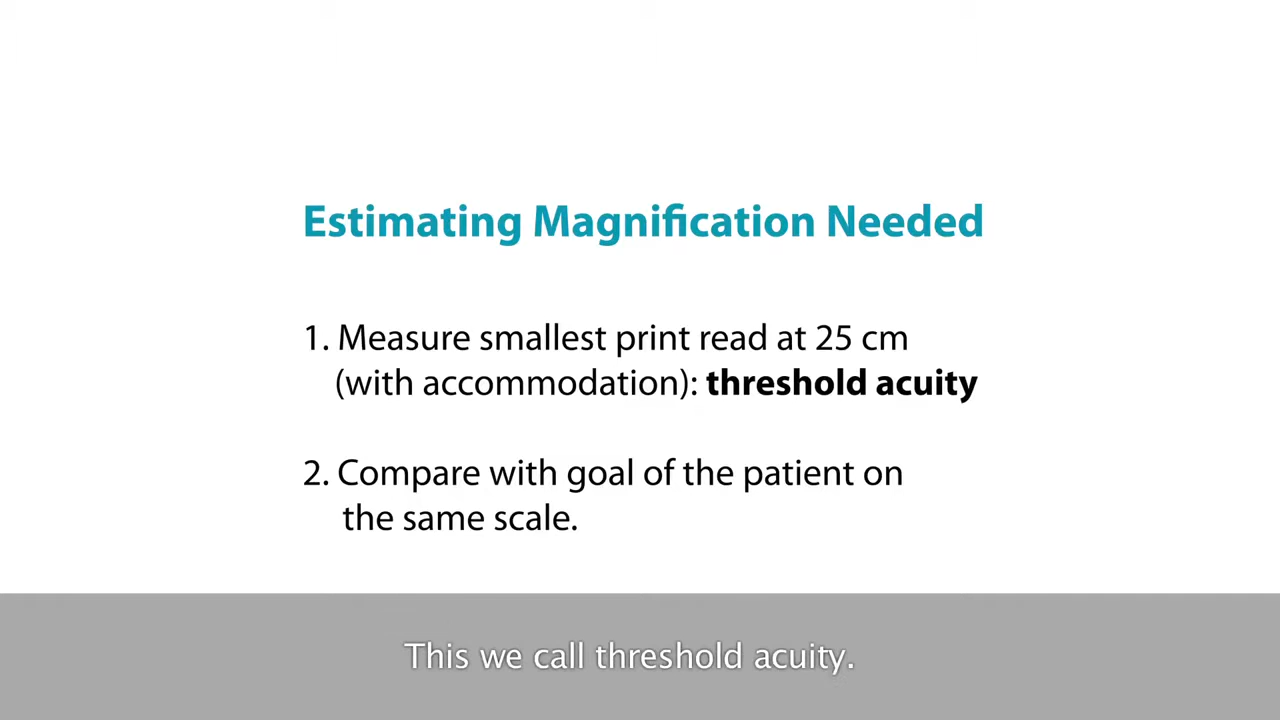 Estimating Magnification Needed
1. Measure smallest print read at 25 cm
(with accommodation): threshold acuity
2. Compare with goal of the patient on
the same scale.
This we call threshold acuity.